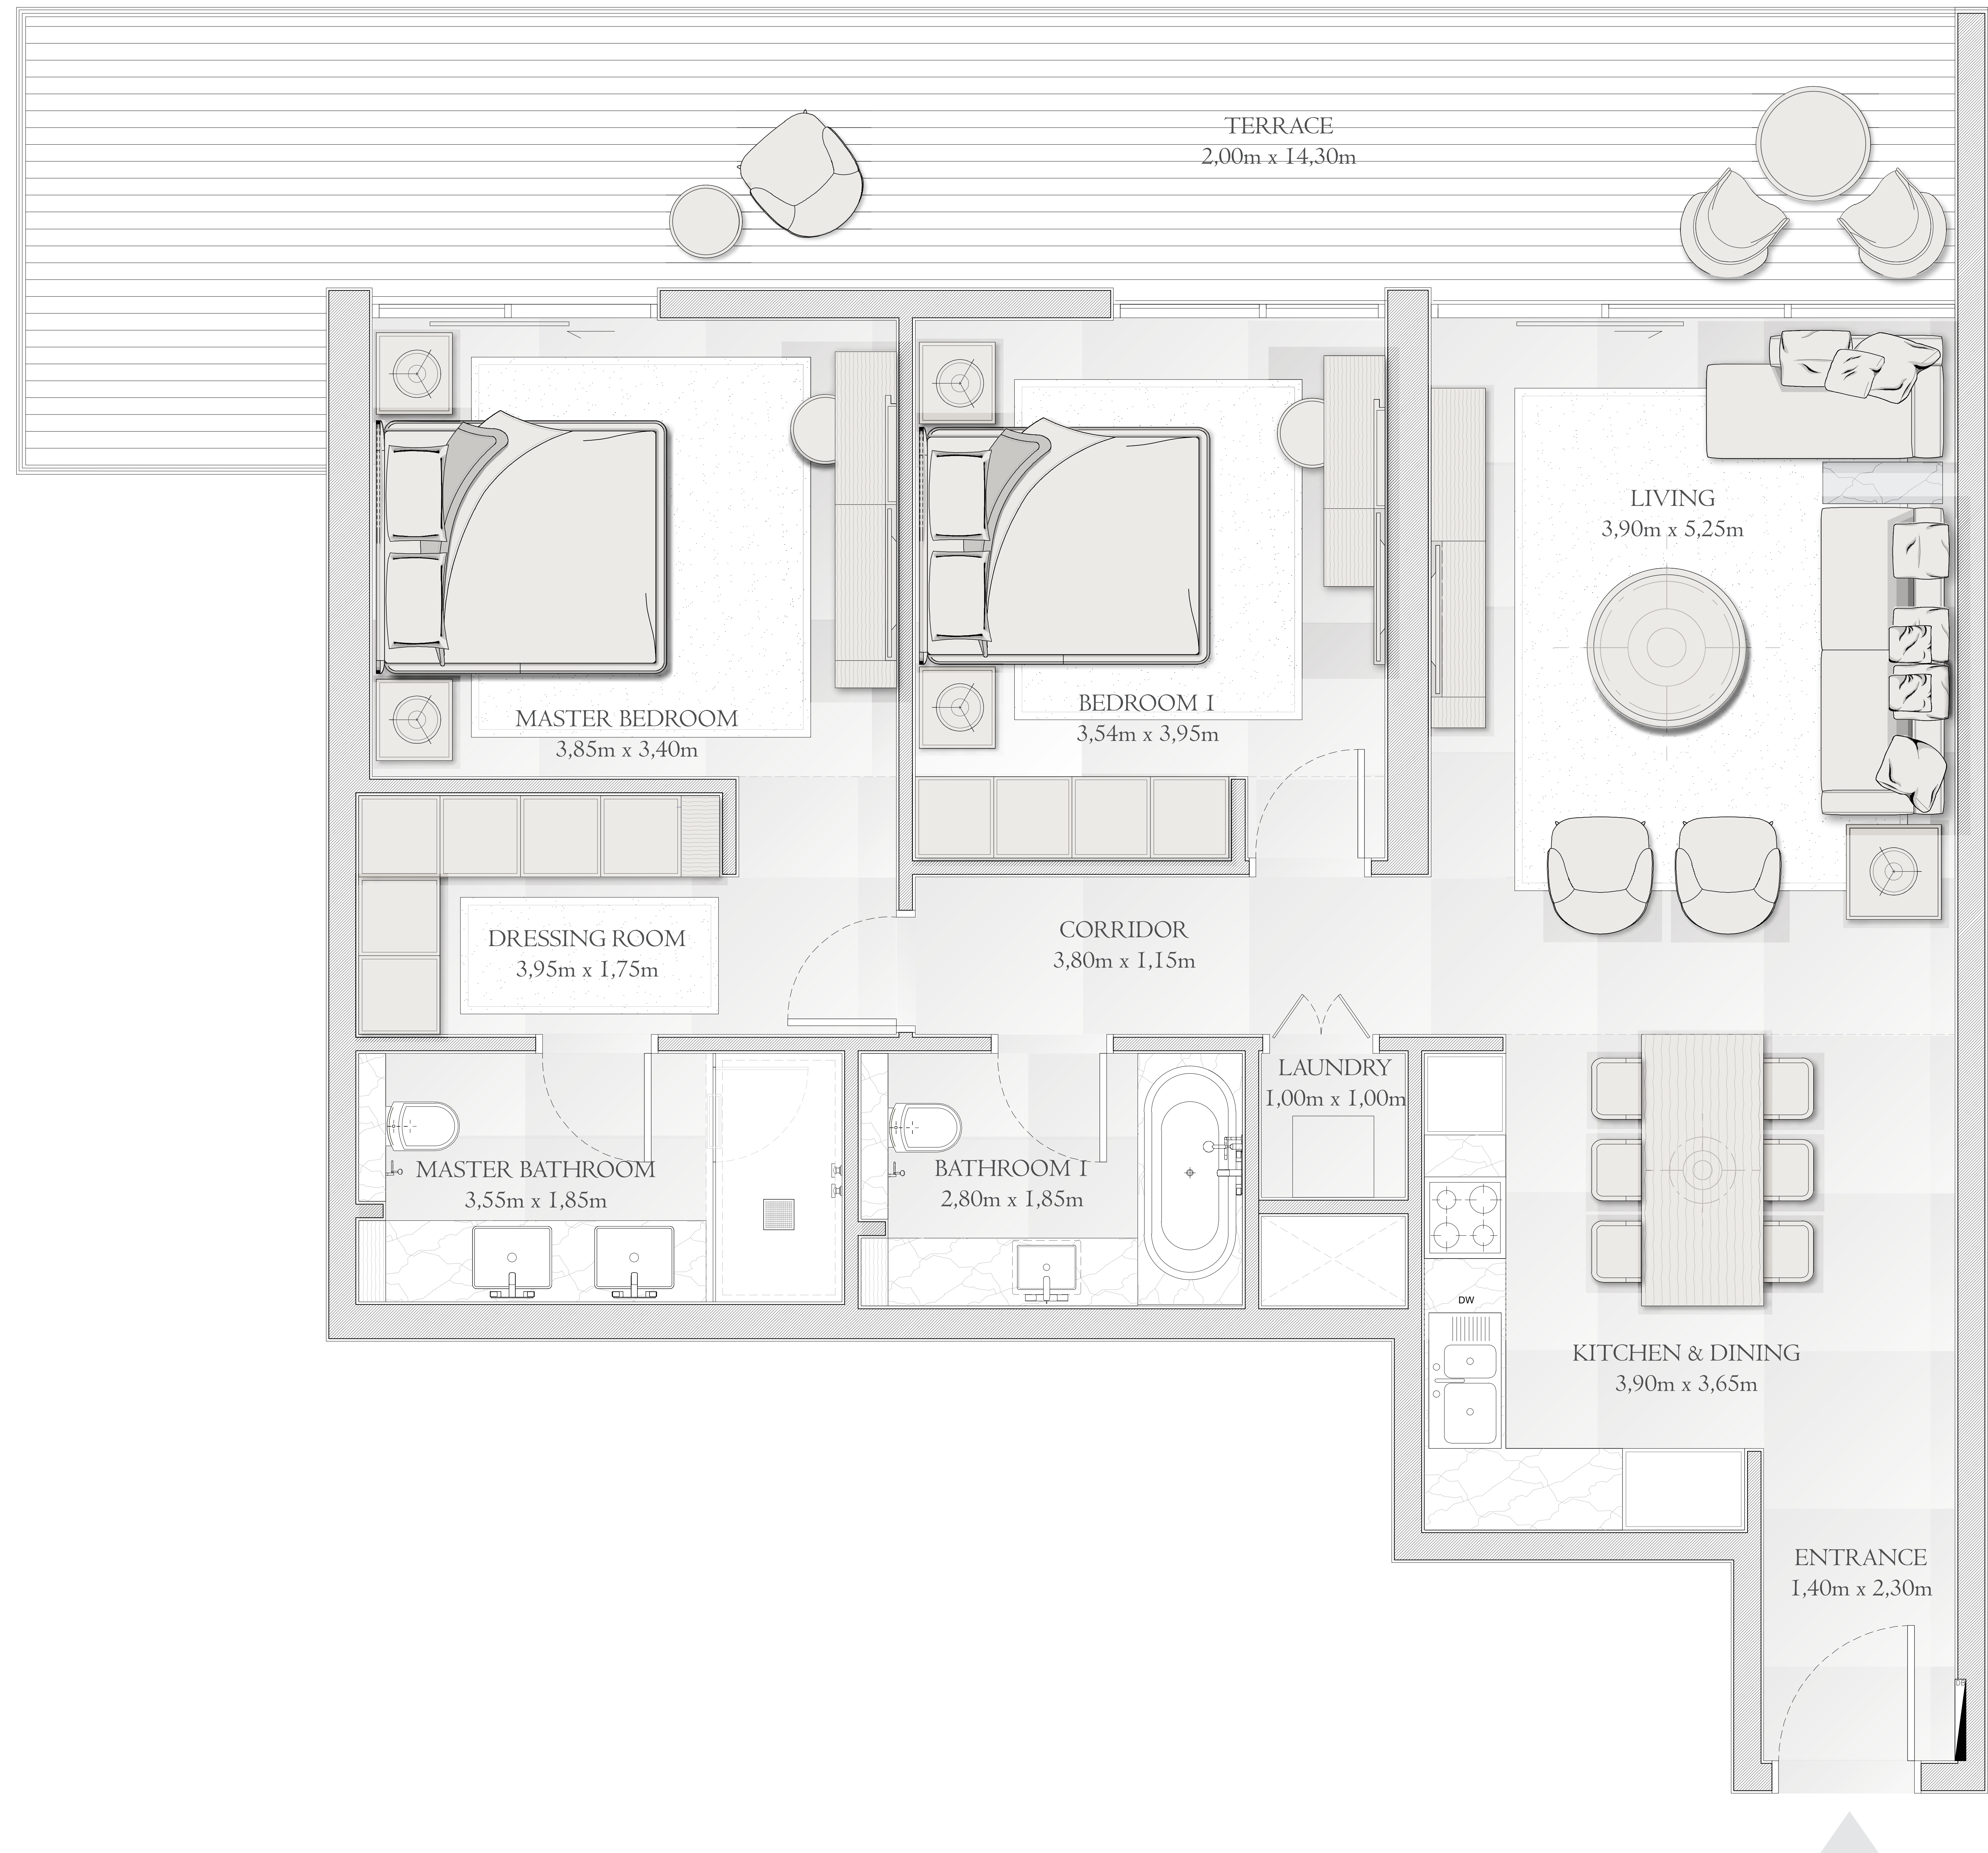 TERRACE
2,00m x 14,30m
LIVING
3,90m x 5,25m
MASTER BEDROOM
3,85m x 3,40m
BEDROOM 1
3,54m x 3,95m
DRESSING ROOM
3,95m x 1,75m
CORRIDOR
3,80m x 1,15m
LAUNDRY
1,00m x 1,00m
MASTER BATHROOM
3,55m x 1,85m
BATHROOM 1
2,80m x 1,85m
DW
KITCHEN & DINING
3,90m x 3,65m
ENTRANCE
1,40m x 2,30m